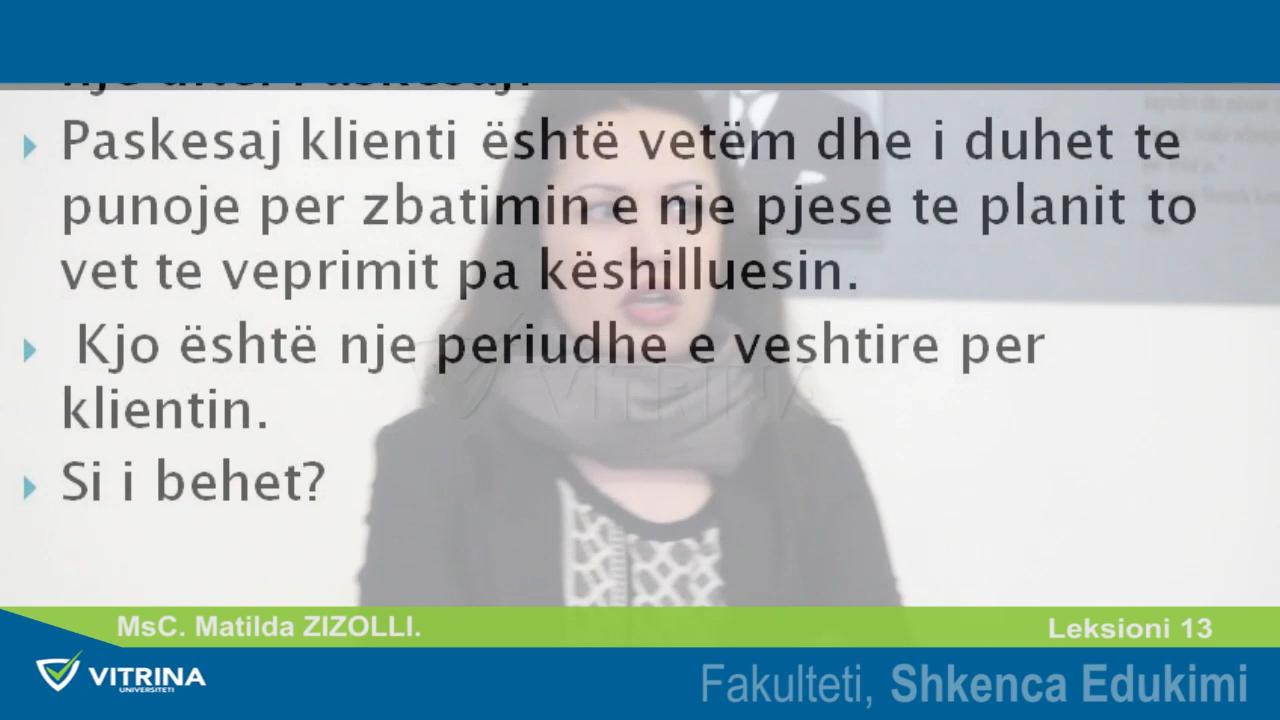 Paskesaj klienti është vetëm dhe i duhet te
punoje per zbatimin e nje pjese te planit to
vet te veprimit pa këshilluesin.
Kjo është nje periudhe e veshtire per
klientin.
Si i behet?
VITRINA
MsC. Matilda ZIZOLLI.
Leksioni 13
VITRINA
UNIVERSITETI
Fakulteti, Shkenca Edukimi